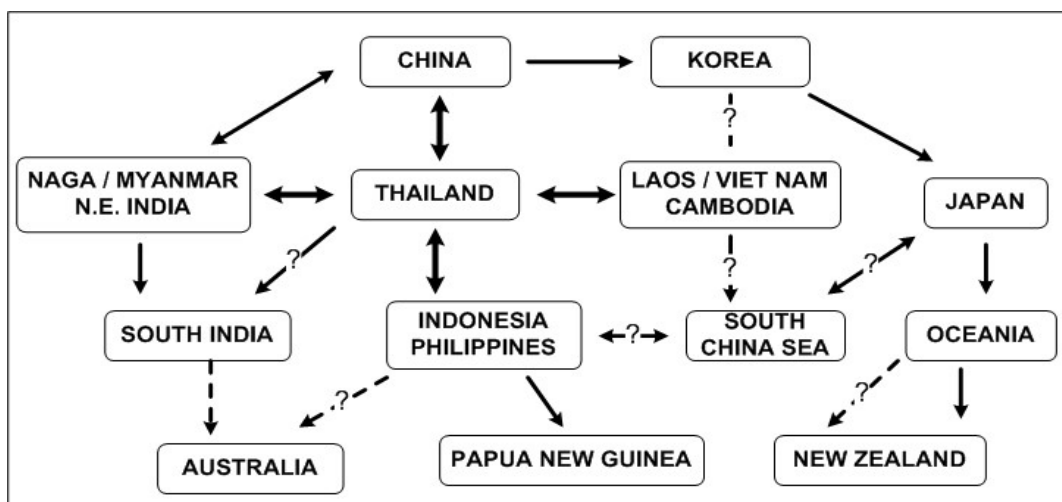 CHINA
KOREA
?
NAGA / MYANMAR
N.E. INDIA
THAILAND
LAOS / VIET NAM
CAMBODIA
JAPAN
?
?
?
SOUTH INDIA
INDONESIA
PHILIPPINES
?
SOUTH
CHINA SEA
OCEANIA
?
?
AUSTRALIA
PAPUA NEW GUINEA
NEW ZEALAND